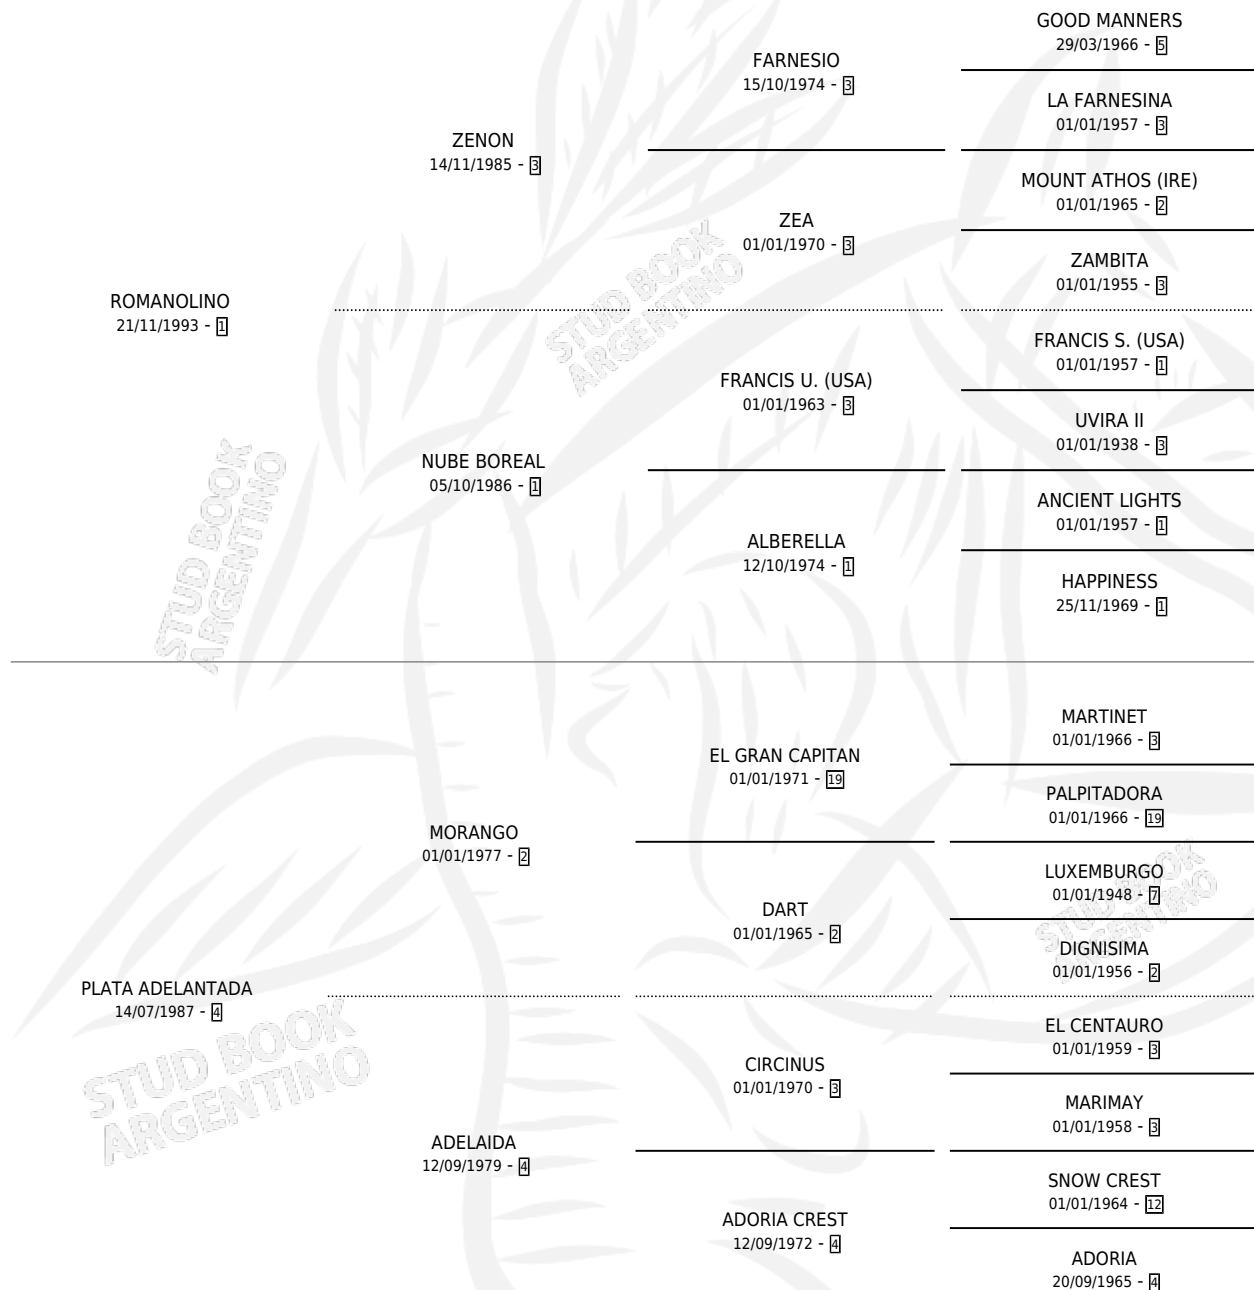 GOOD MANNERS
29/03/1966 - 5
FARNESIO
15/10/1974 - 3
LA FARNESINA
01/01/1957 - 3
ZENON
14/11/1985 - 3
MOUNT ATHOS (IRE)
01/01/1965 - 2
ZEA
01/01/1970 - 3
ZAMBITA
01/01/1955 - 3
ROMANOLINO
21/11/1993 - 1
STUD BOOK
ARGENTINO
FRANCIS S. (USA)
01/01/1957 - 1
FRANCIS U. (USA)
01/01/1963 - 3
UVIRA II
01/01/1938 - 3
NUBE BOREAL
05/10/1986 - 1
ANCIENT LIGHTS
01/01/1957 - 1
ALBERELLA
12/10/1974 - 1
HAPPINESS
25/11/1969 - 1
STUD BOOK
ARGENTINO
MARTINET
01/01/1966 - 3
EL GRAN CAPITAN
01/01/1971 - 19
PALPITADORA
01/01/1966 - 19
MORANGO
01/01/1977 - 2
LUXEMBURGO
01/01/1948 - 7
DART
01/01/1965 - 2
DIGNISIMA
01/01/1956 - 2
STUD BOOK
ARGENTINO
PLATA ADELANTADA
14/07/1987 - 4
EL CENTAURO
01/01/1959 - 3
CIRCINUS
01/01/1970 - 3
MARIMAY
01/01/1958 - 3
STUD BOOK
ARGENTINO
ADELAIDA
12/09/1979 - 4
SNOW CREST
01/01/1964 - 12
ADORIA CREST
12/09/1972 - 4
ADORIA
20/09/1965 - 4